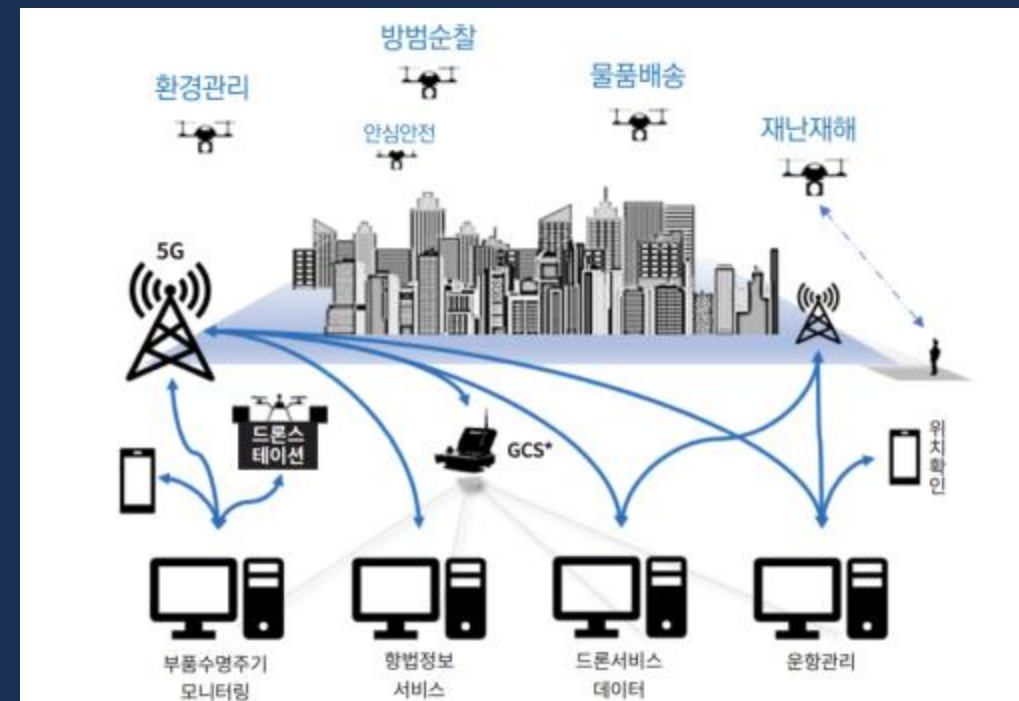 방범순찰
환경관리
물품배송
안심안전
재난재해
5G
드론스
테이션
GCS*
위
치
확
인
부품수명주기
모니터링
항법정보
서비스
드론서비스
데이터
운항관리